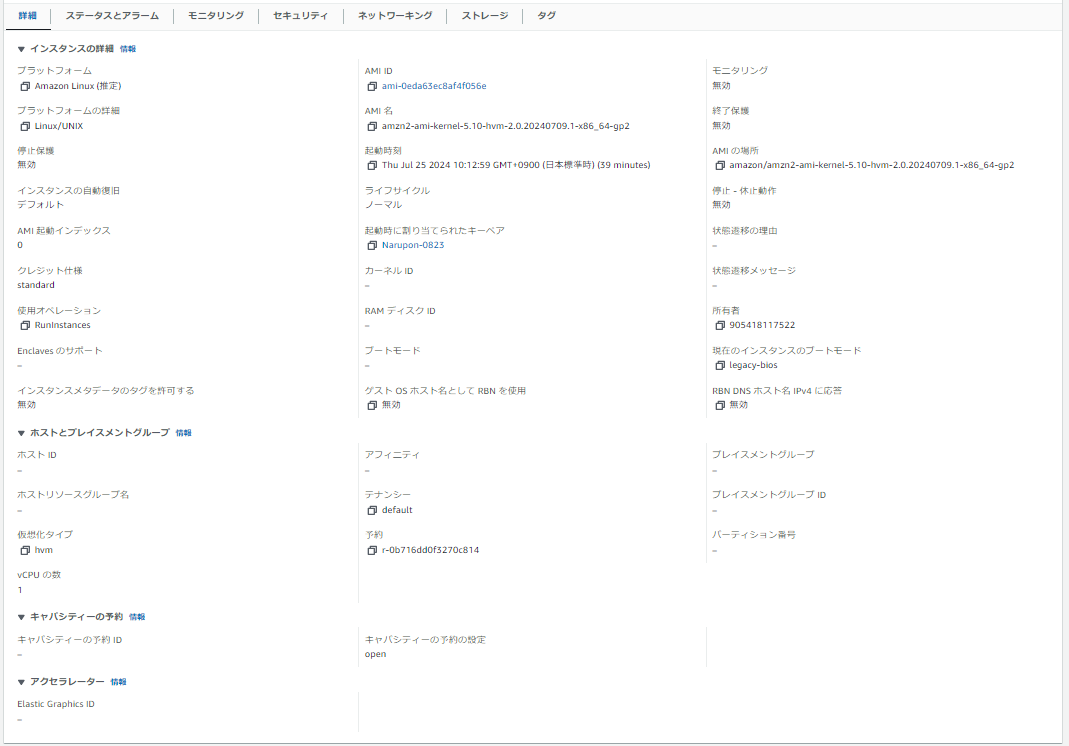 詳細 ステータスとアラーム モニタリング セキュリティ ネットワーキング ストレージ タグ
▼ インスタンスの詳細 情報
プラットフォーム
Amazon Linux (推定)
AMI ID
ami-0eda63ec8af4f056e
モニタリング
無効
プラットフォームの詳細
Linux/UNIX
AMI 名
amzn2-ami-kernel-5.10-hvm-2.0.20240709.1-x86_64-gp2
終了保護
無効
停止保護
無効
起動時刻
Thu Jul 25 2024 10:12:59 GMT+0900 (日本標準時) (39 minutes)
AMI の場所
amazon/amzn2-ami-kernel-5.10-hvm-2.0.20240709.1-x86_64-gp2
インスタンスの自動復旧
デフォルト
ライフサイクル
ノーマル
停止 - 休止動作
無効
AMI 起動インデックス
0
起動時に割り当てられたキーペア
Narupon-0823
状態遷移の理由
–
クレジット仕様
standard
カーネル ID
–
状態遷移メッセージ
–
使用オペレーション
RunInstances
RAM ディスク ID
–
所有者
905418117522
Enclaves のサポート
–
ブートモード
–
現在のインスタンスのブートモード
legacy-bios
インスタンスメタデータのタグを許可する
無効
ゲスト OS ホスト名として RBN を使用
無効
RBN DNS ホスト名 IPv4 に応答
無効
▼ ホストとプレイスメントグループ 情報
ホスト ID
–
アフィニティ
–
プレイスメントグループ
–
ホストリソースグループ名
–
テナンシー
default
プレイスメントグループ ID
–
仮想化タイプ
hvm
予約
r-0b716dd0f3270c814
パーティション番号
–
vCPU の数
1
▼ キャパシティーの予約 情報
キャパシティーの予約 ID
–
キャパシティーの予約の設定
open
▼ アクセラレーター 情報
Elastic Graphics ID
–